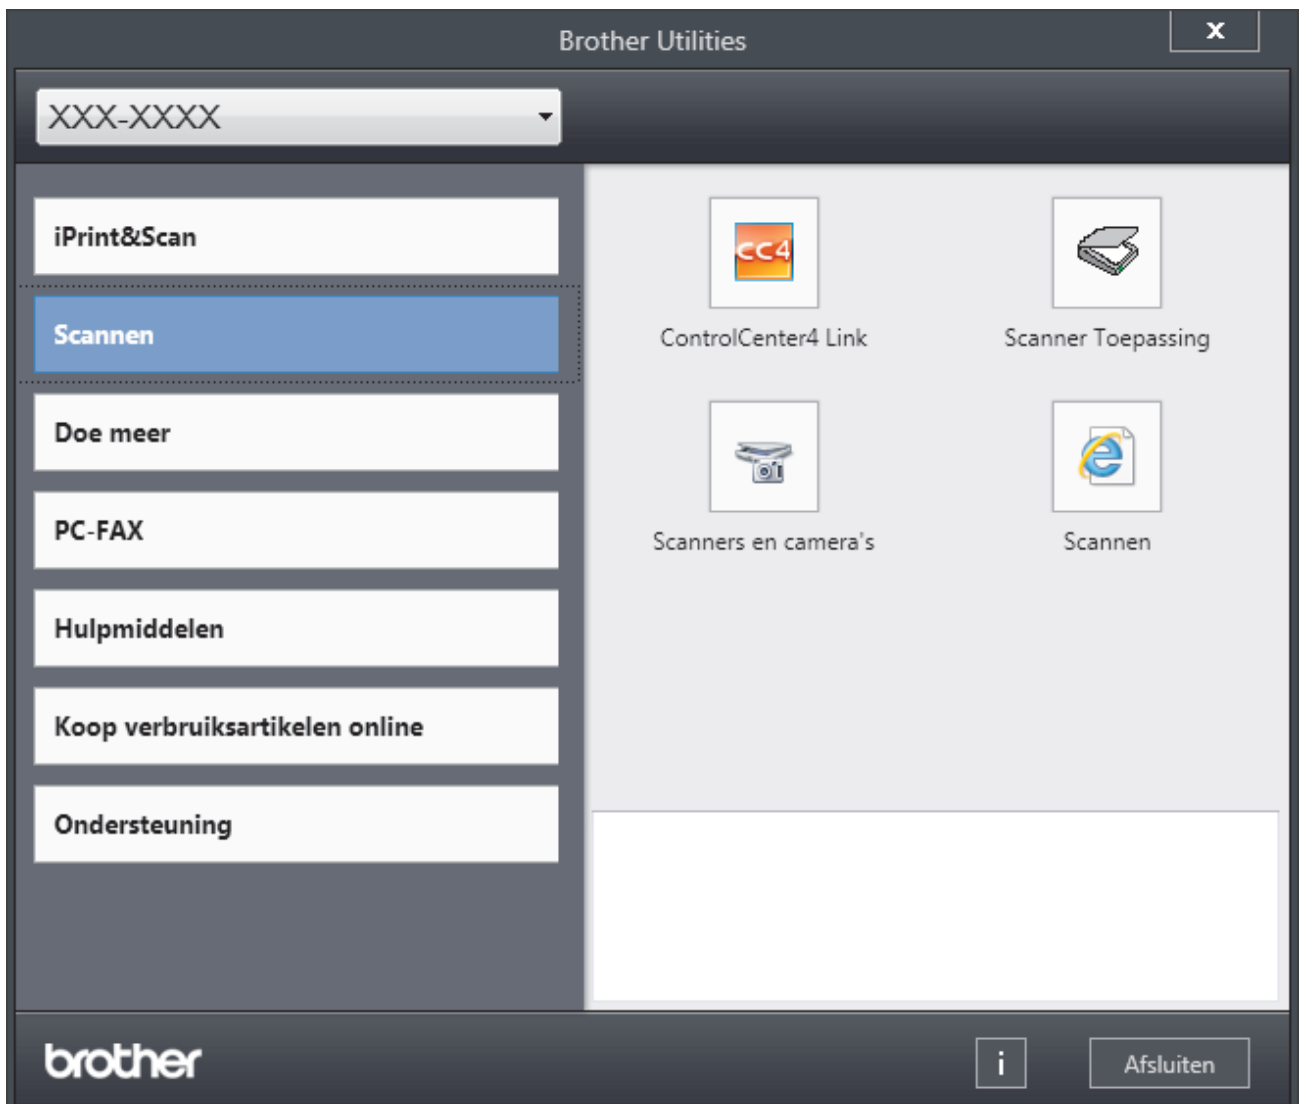 Brother Utilities
x
XXX-XXXX
iPrint&Scan
Scannen
Doe meer
PC-FAX
Hulpmiddelen
Koop verbruiksartikelen online
Ondersteuning
CC4
ControlCenter4 Link
Scanner Toepassing
Scanners en camera's
Scannen
brother
i
Afsluiten